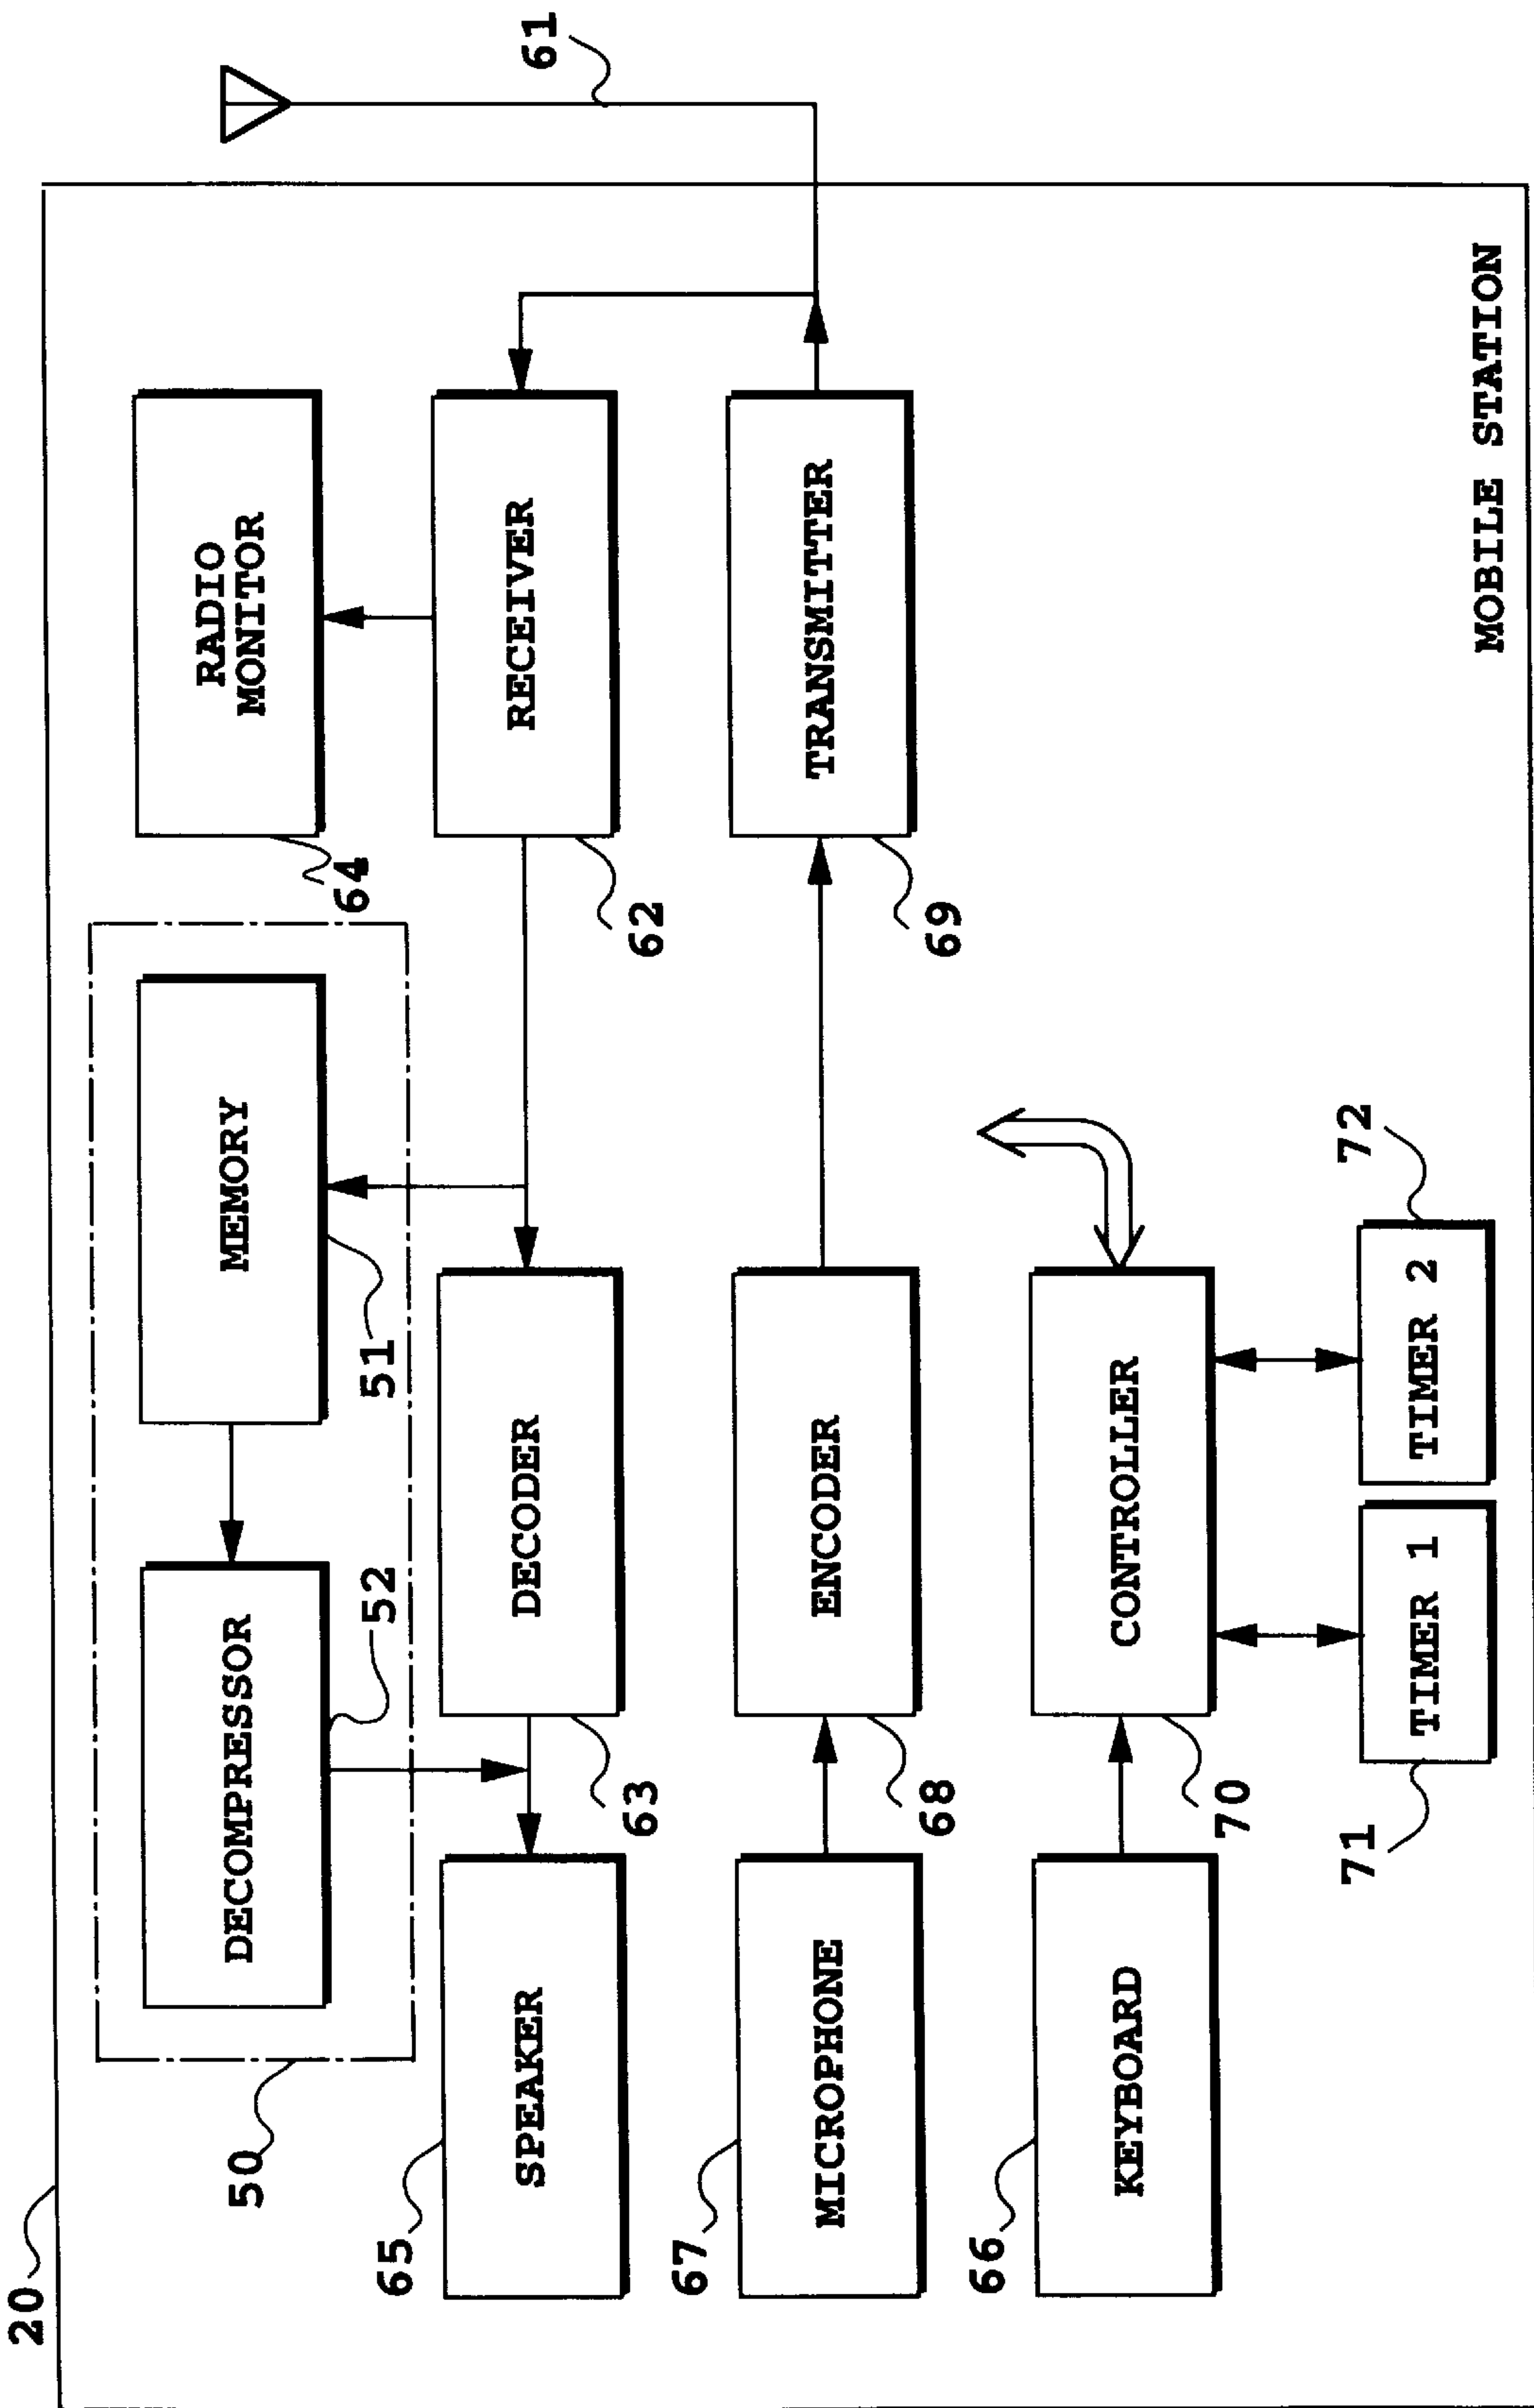 20
50
DECOMPRESSOR
MEMORY
RADIO
MONITOR
52
51
64
61
65
SPEAKER
DECODER
RECEIVER
63
62
67
MICROPHONE
ENCODER
TRANSMITTER
68
69
66
KEYBOARD
CONTROLLER
70
71
72
TIMER 1
TIMER 2
MOBILE STATION